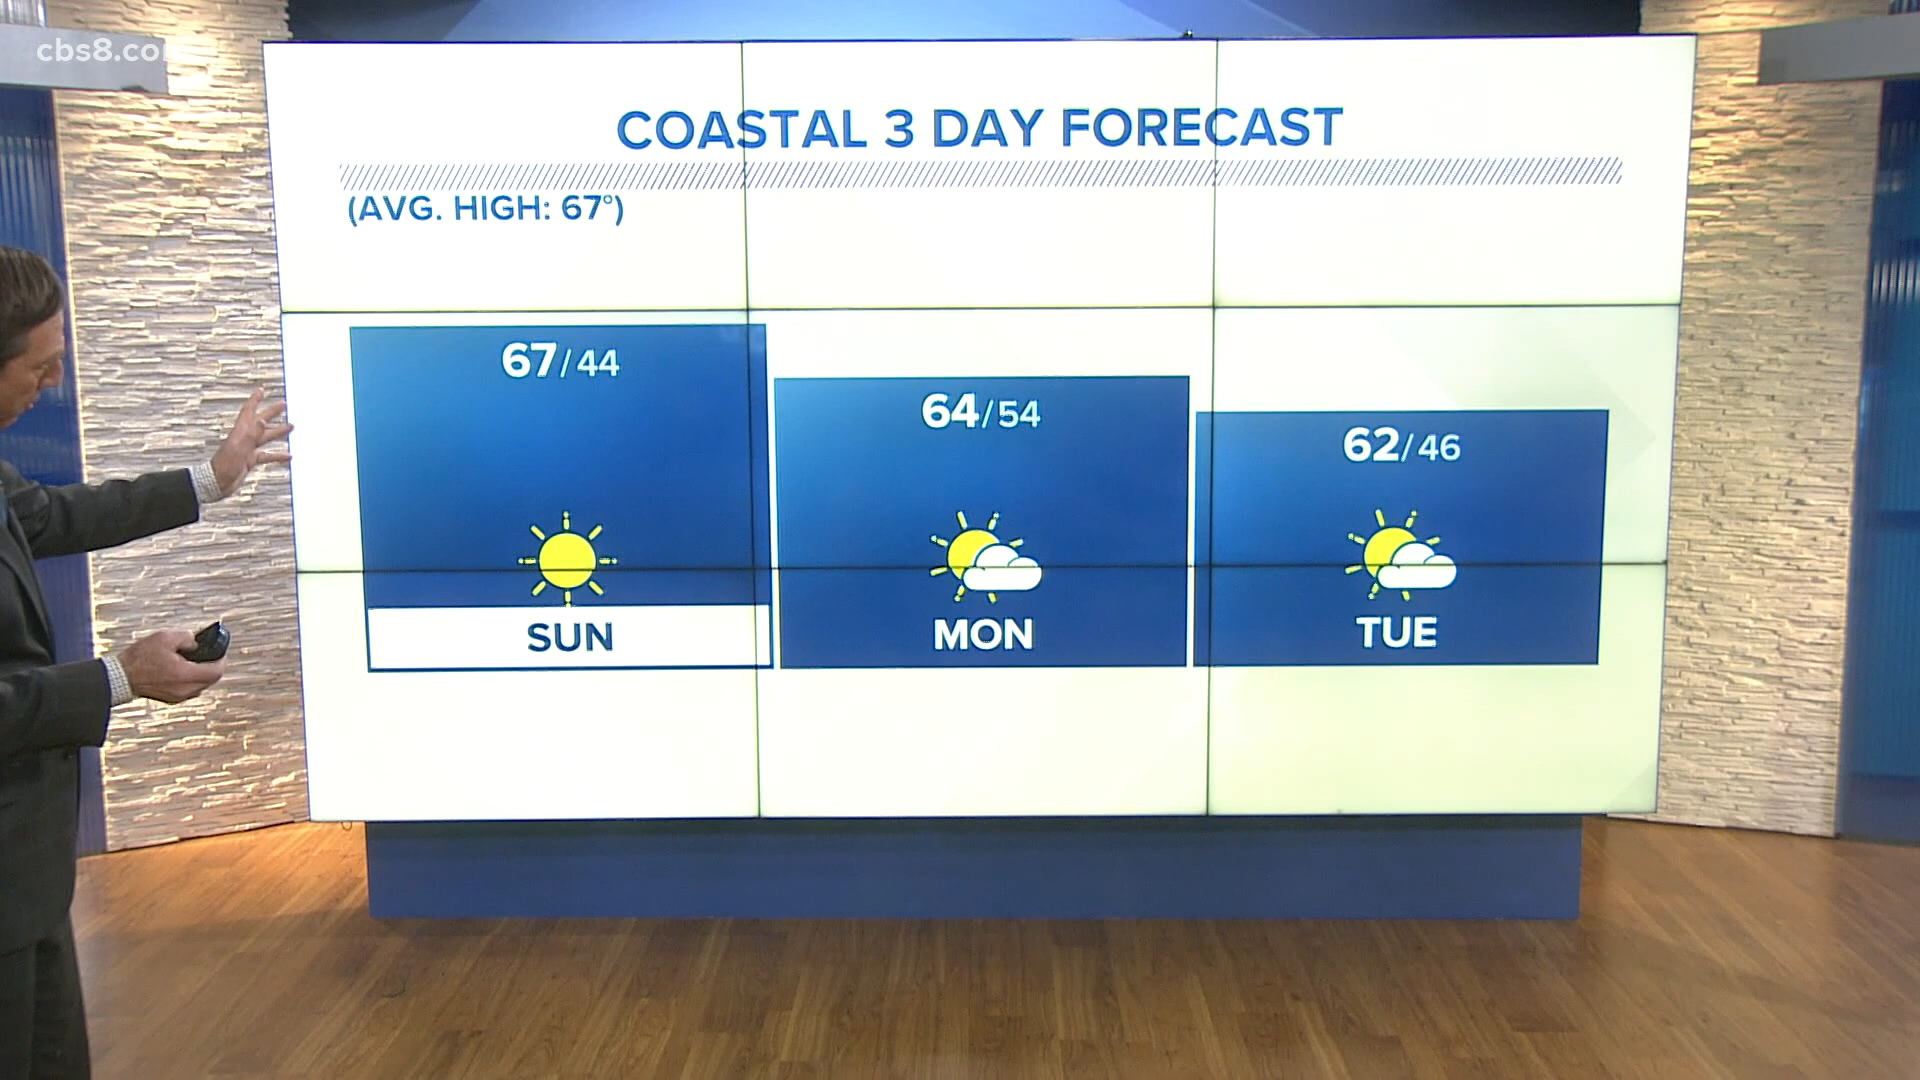 cbs8.com
COASTAL 3 DAY FORECAST
(AVG. HIGH: 67°)
67/44
64/54
62/46
SUN
MON
TUE